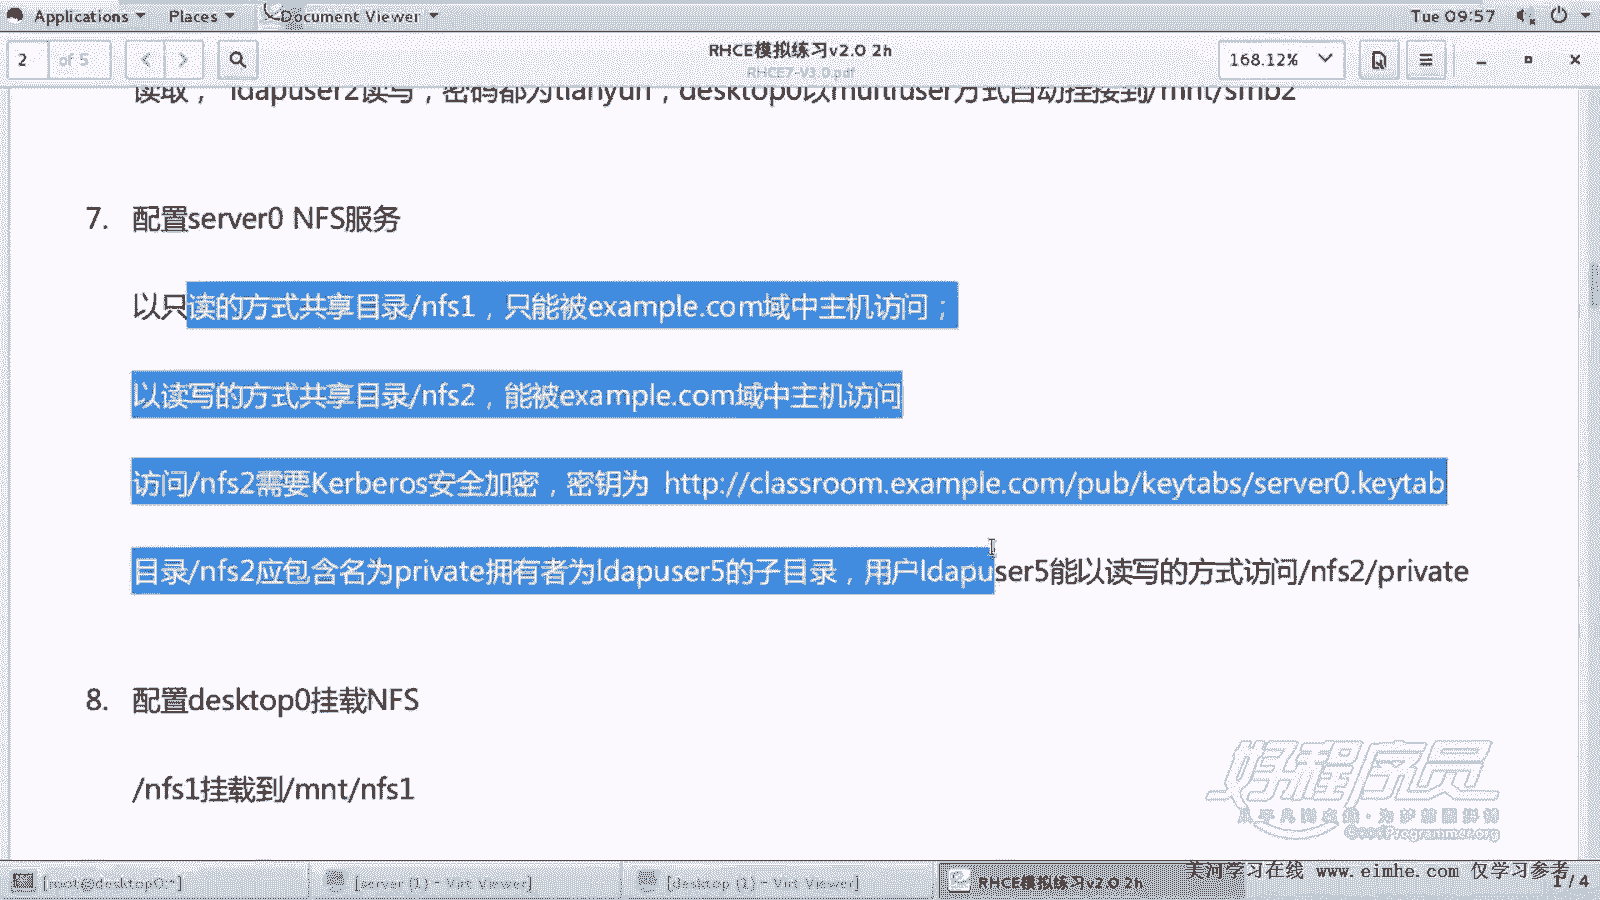 Applications Places Document Viewer Tue 09:57
2 of 5 RHCE模拟练习v2.0 2h 168.12%
RHCE7-V3.0.pdf
读取， ldapuser2读写，密码都为tianyun，desktop0以multiuser方式自动挂接到/mnt/smb2
7. 配置server0 NFS服务
以只读的方式共享目录/nfs1，只能被example.com域中主机访问；
以读写的方式共享目录/nfs2，能被example.com域中主机访问
访问/nfs2需要Kerberos安全加密，密钥为 http://classroom.example.com/pub/keytabs/server0.keytab
目录/nfs2应包含名为private拥有者为ldapuser5的子目录，用户ldapuser5能以读写的方式访问/nfs2/private
8. 配置desktop0挂载NFS
/nfs1挂载到/mnt/nfs1
好程序员
GoodProgrammer.org
美河学习在线 www.eimhe.com 仅学习参考
[root@desktop0:~] [server (1) - Virt Viewer] [desktop (1) - Virt Viewer] RHCE模拟练习v2.0 2h 1 / 4